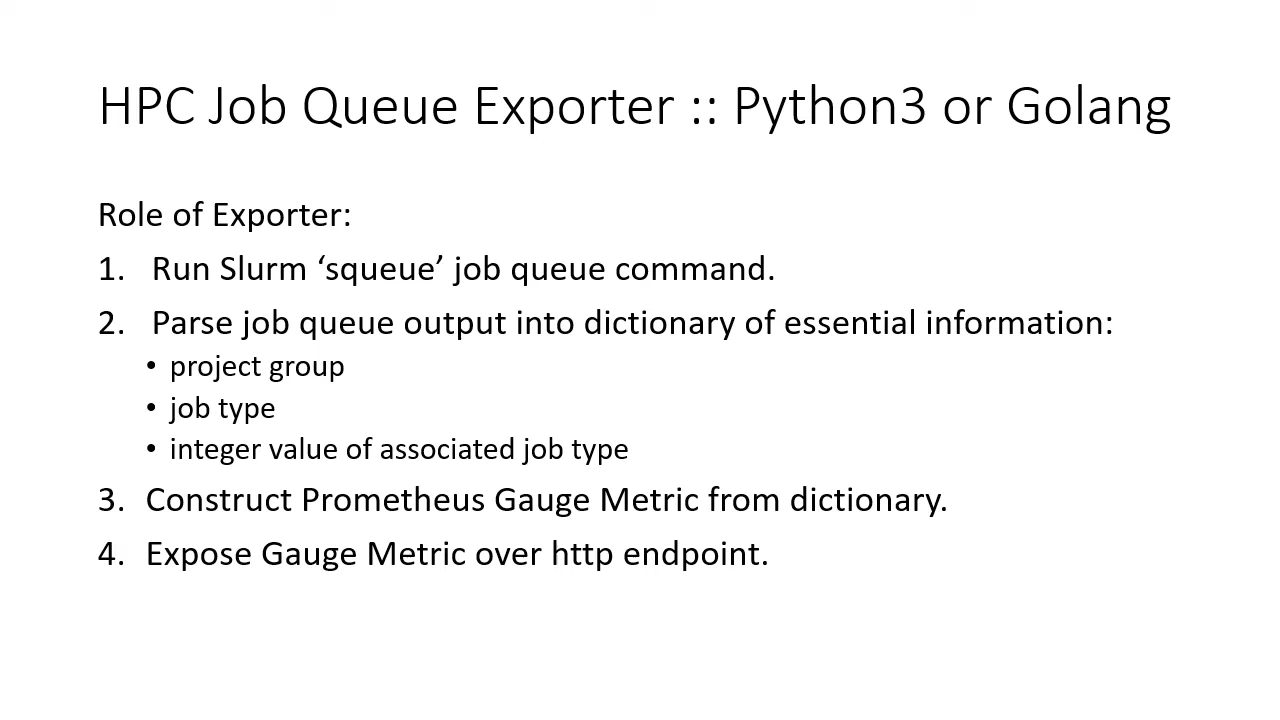 HPC Job Queue Exporter :: Python3 or Golang
Role of Exporter:
1. Run Slurm ‘squeue’ job queue command.
2. Parse job queue output into dictionary of essential information:
• project group
• job type
• integer value of associated job type
3. Construct Prometheus Gauge Metric from dictionary.
4. Expose Gauge Metric over http endpoint.